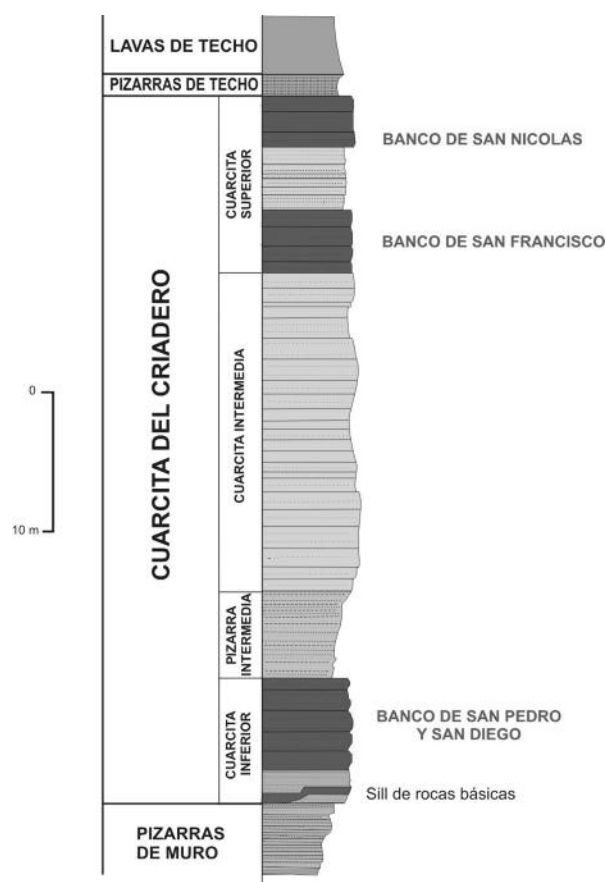 LAVAS DE TECHO
PIZARRAS DE TECHO
BANCO DE SAN NICOLAS
CUARCITA
SUPERIOR
BANCO DE SAN FRANCISCO
CUARCITA DEL CRIADERO
CUARCITA INTERMEDIA
0
10 m
PIZARRA
INTERMEDIA
CUARCITA
INFERIOR
BANCO DE SAN PEDRO
Y SAN DIEGO
Sill de rocas básicas
PIZARRAS
DE MURO